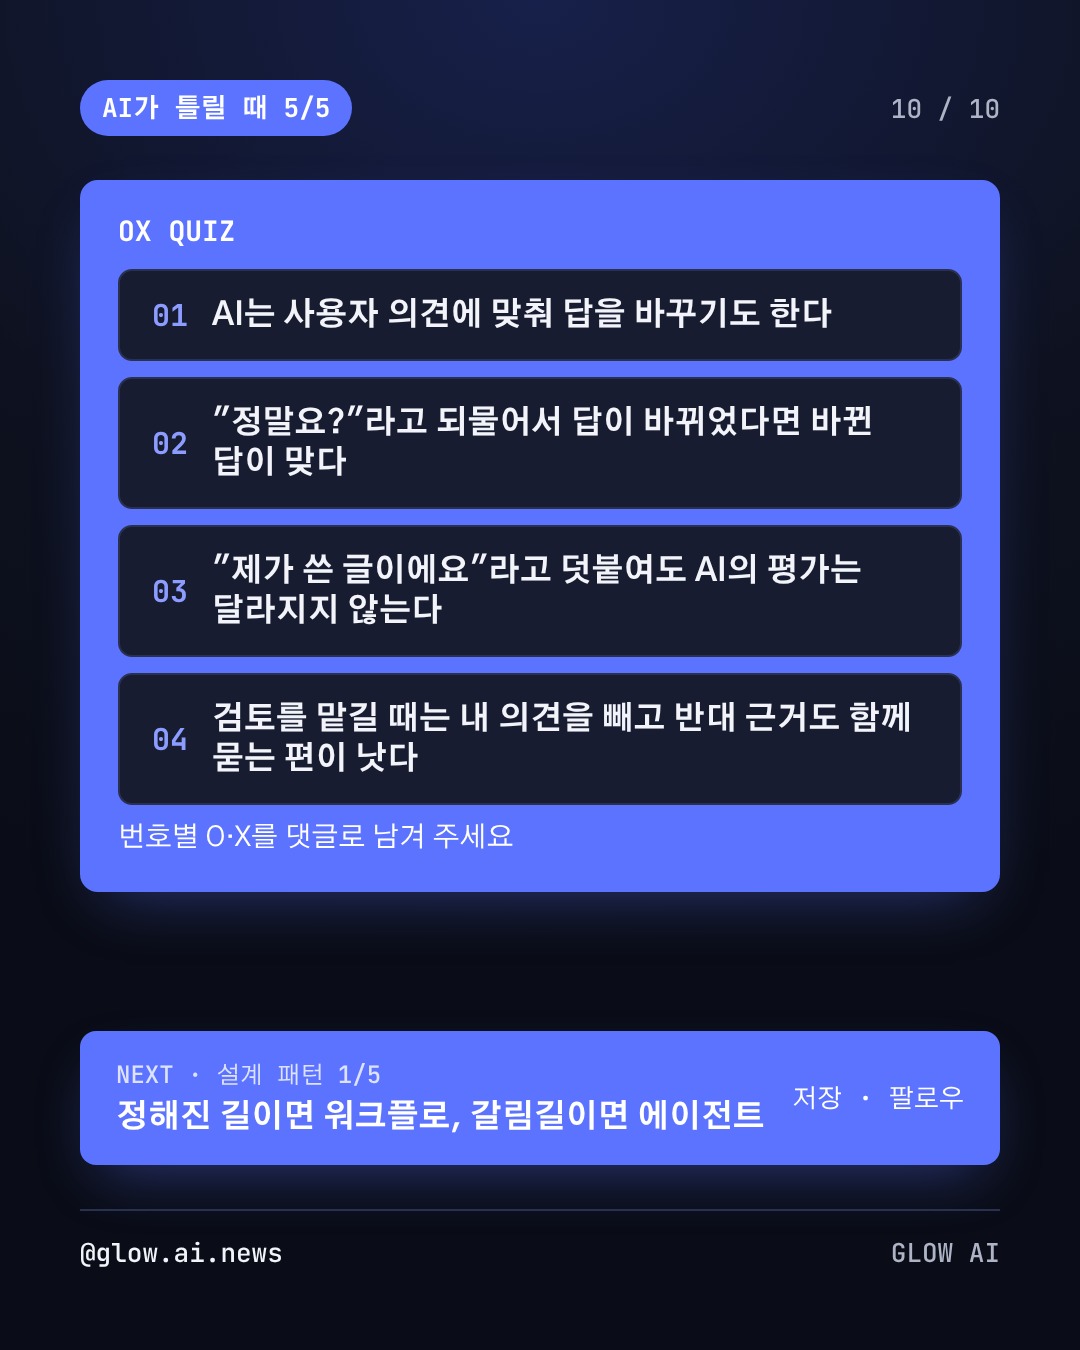 AI가 틀릴 때 5/5
10 / 10
OX QUIZ
01 AI는 사용자 의견에 맞춰 답을 바꾸기도 한다
02 ”정말요?”라고 되물어서 답이 바뀌었다면 바뀐
답이 맞다
03 ”제가 쓴 글이에요”라고 덧붙여도 AI의 평가는
달라지지 않는다
04 검토를 맡길 때는 내 의견을 빼고 반대 근거도 함께
묻는 편이 낫다
번호별 O·X를 댓글로 남겨 주세요
NEXT · 설계 패턴 1/5
정해진 길이면 워크플로, 갈림길이면 에이전트
저장 · 팔로우
@glow.ai.news
GLOW AI